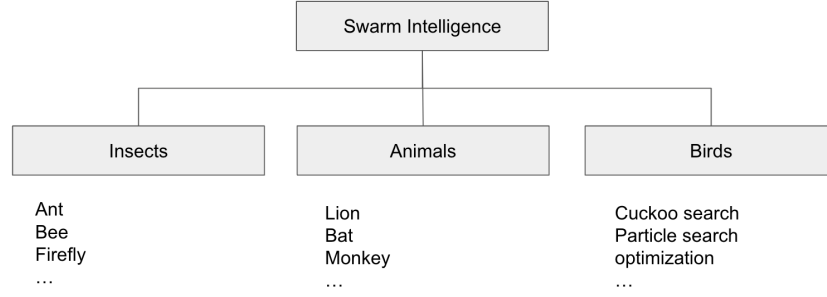 Swarm Intelligence
Insects
Animals
Birds
Ant
Bee
Firefly
…
Lion
Bat
Monkey
…
Cuckoo search
Particle search
optimization
…